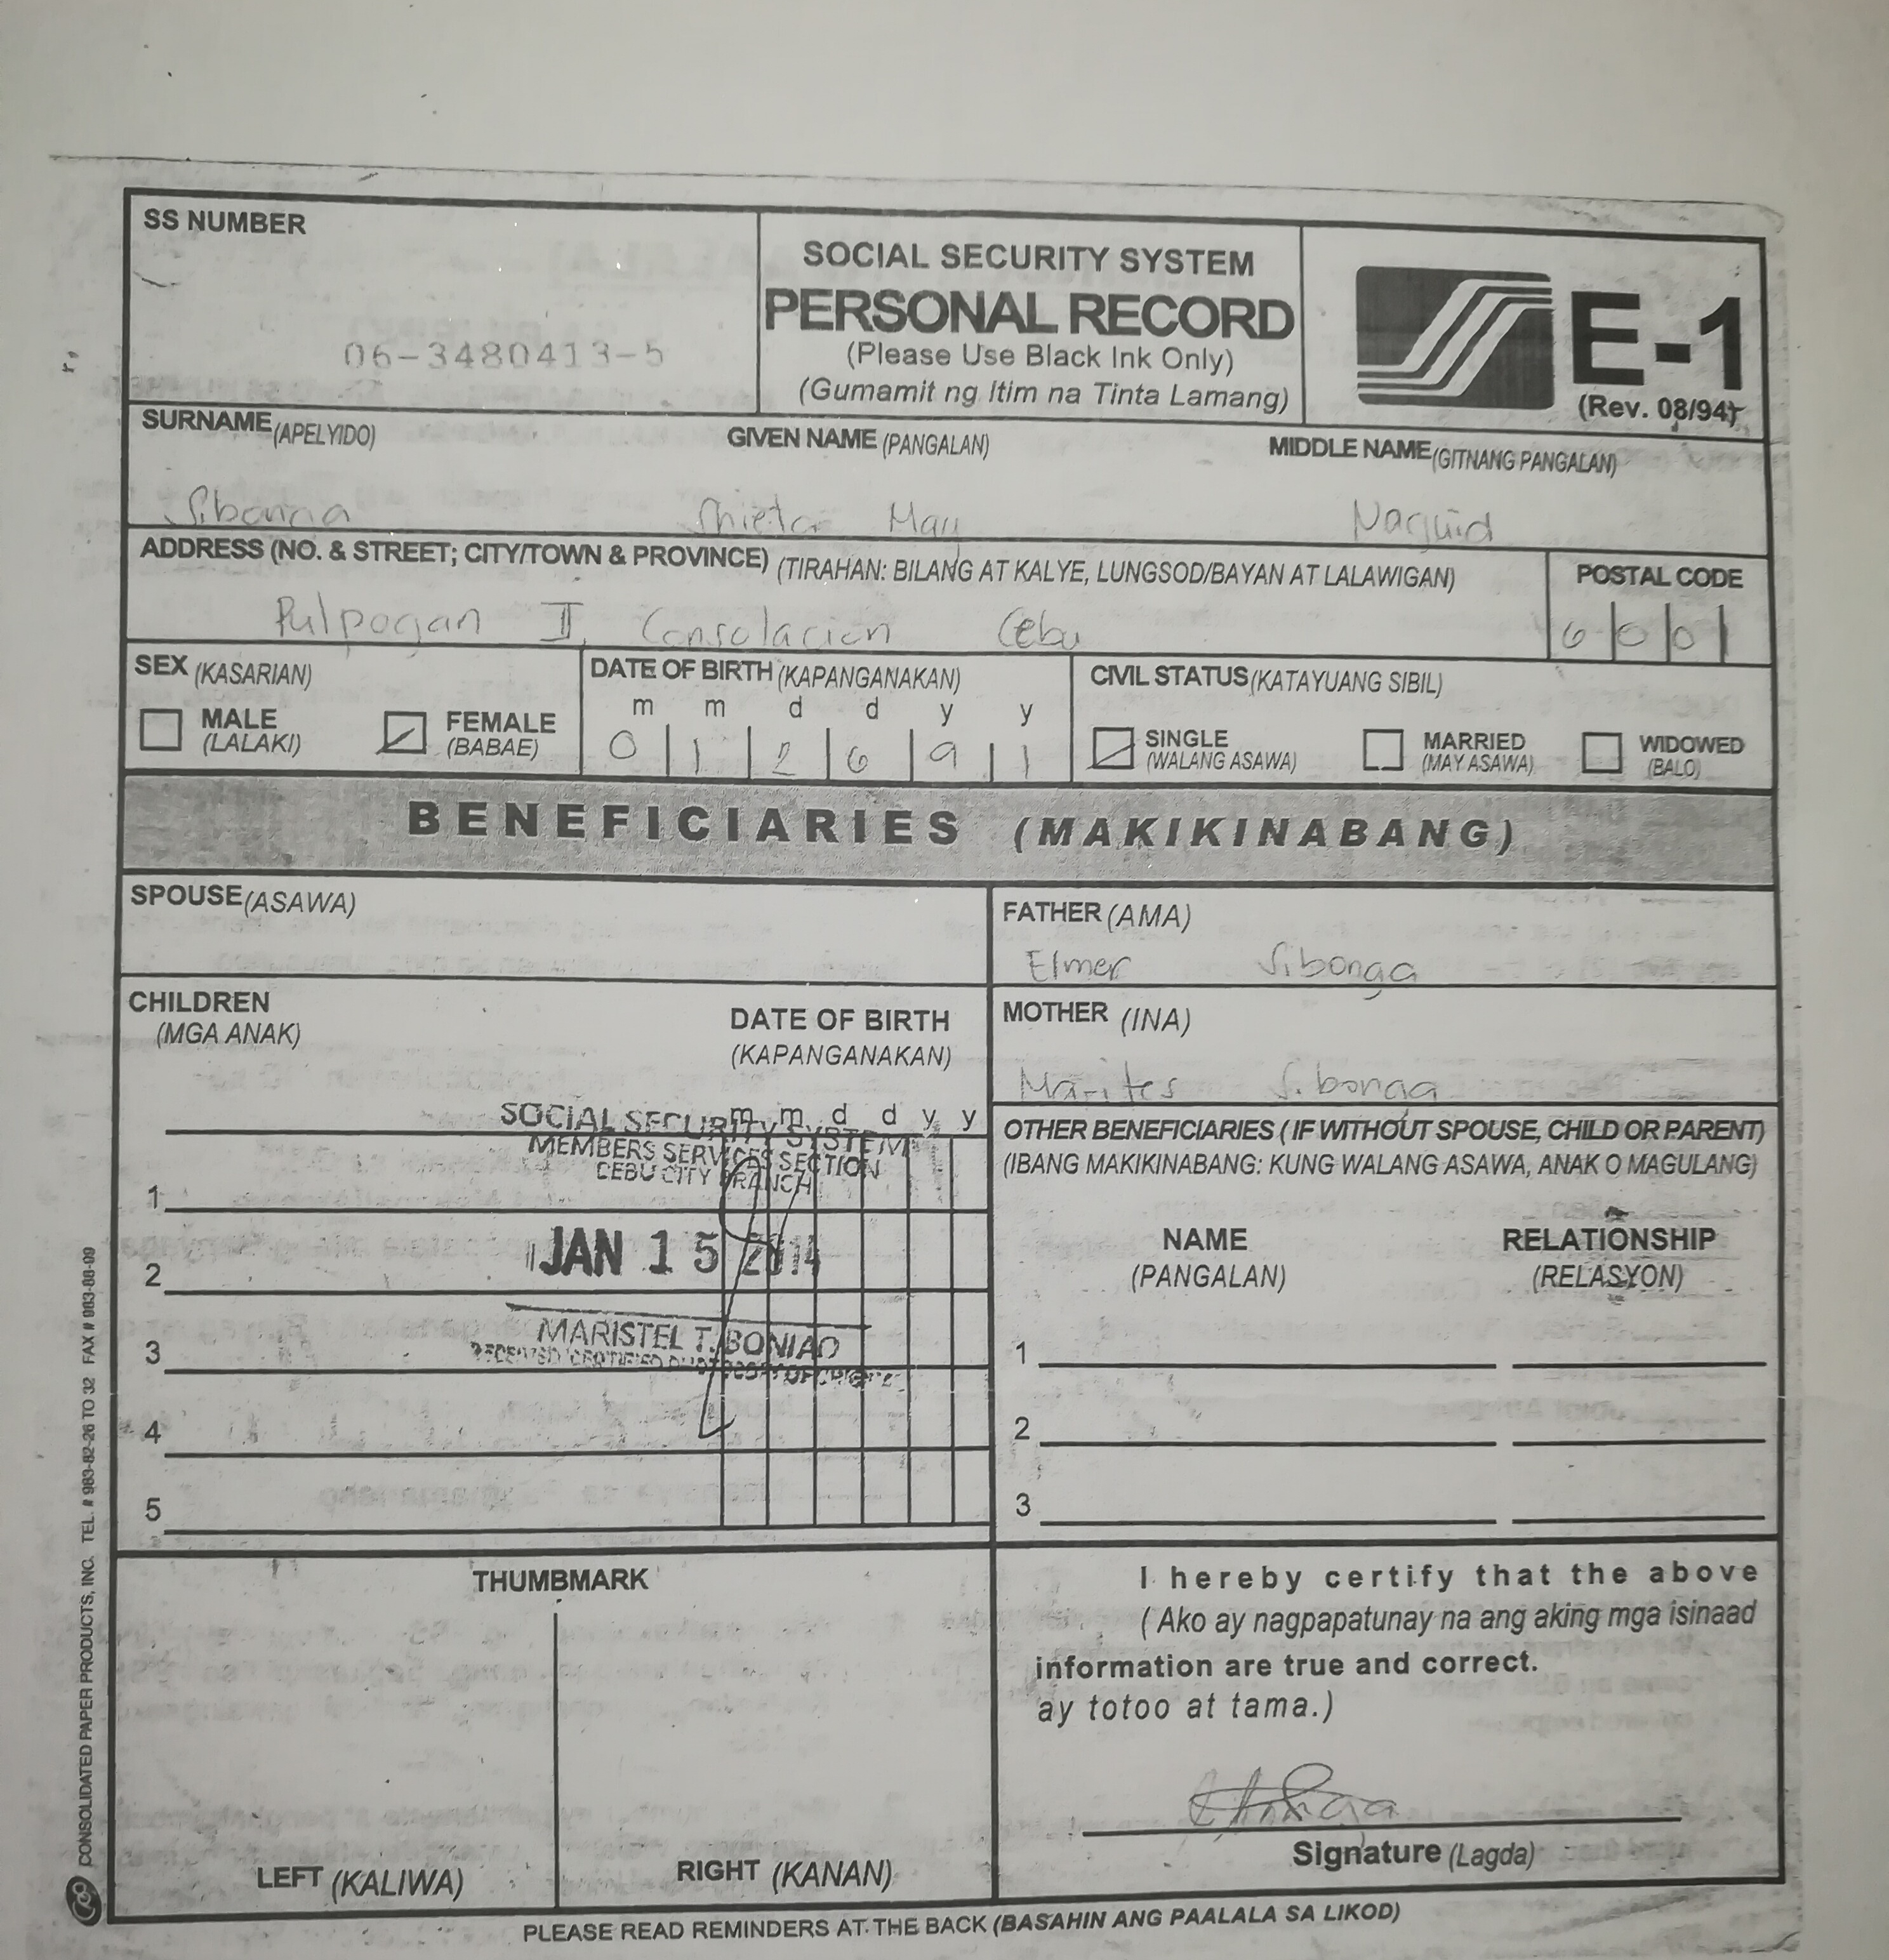 SS NUMBER
06-3480413-5
SOCIAL SECURITY SYSTEM
PERSONAL RECORD
(Please Use Black Ink Only)
(Gumamit ng Itim na Tinta Lamang)
E-1
(Rev. 08/94)
SURNAME (APELYIDO) GIVEN NAME (PANGALAN) MIDDLE NAME (GITNANG PANGALAN)
Sibonga May Naguid
ADDRESS (NO. & STREET; CITY/TOWN & PROVINCE) (TIRAHAN: BILANG AT KALYE, LUNGSOD/BAYAN AT LALAWIGAN) POSTAL CODE
Pulpogan II, Consolacion Cebu 6001
SEX (KASARIAN) DATE OF BIRTH (KAPANGANAKAN) CIVIL STATUS (KATAYUANG SIBIL)
m m d d y y
MALE FEMALE 0 1 2 6 9 1 SINGLE MARRIED WIDOWED
(LALAKI) (BABAE) (WALANG ASAWA) (MAY ASAWA) (BALO)
BENEFICIARIES (MAKIKINABANG)
SPOUSE (ASAWA)
FATHER (AMA)
Elmer Sibonga
CHILDREN
(MGA ANAK)
DATE OF BIRTH
(KAPANGANAKAN)
MOTHER (INA)
Marites Sibonga
m m d d y y
SOCIAL SECURITY SYSTEM
MEMBERS SERVICES SECTION
CEBU CITY BRANCH
JAN 15 2014
MARISTEL T. BONIAO
1
2
3
4
5
OTHER BENEFICIARIES (IF WITHOUT SPOUSE, CHILD OR PARENT)
(IBANG MAKIKINABANG: KUNG WALANG ASAWA, ANAK O MAGULANG)
NAME RELATIONSHIP
(PANGALAN) (RELASYON)
1
2
3
THUMBMARK
LEFT (KALIWA) RIGHT (KANAN)
I hereby certify that the above
(Ako ay nagpapatunay na ang aking mga isinaad
information are true and correct.
ay totoo at tama.)
Signature (Lagda)
PLEASE READ REMINDERS AT THE BACK (BASAHIN ANG PAALALA SA LIKOD)
CONSOLIDATED PAPER PRODUCTS, INC. TEL. # 983-82-26 TO 32 FAX # 983-88-09